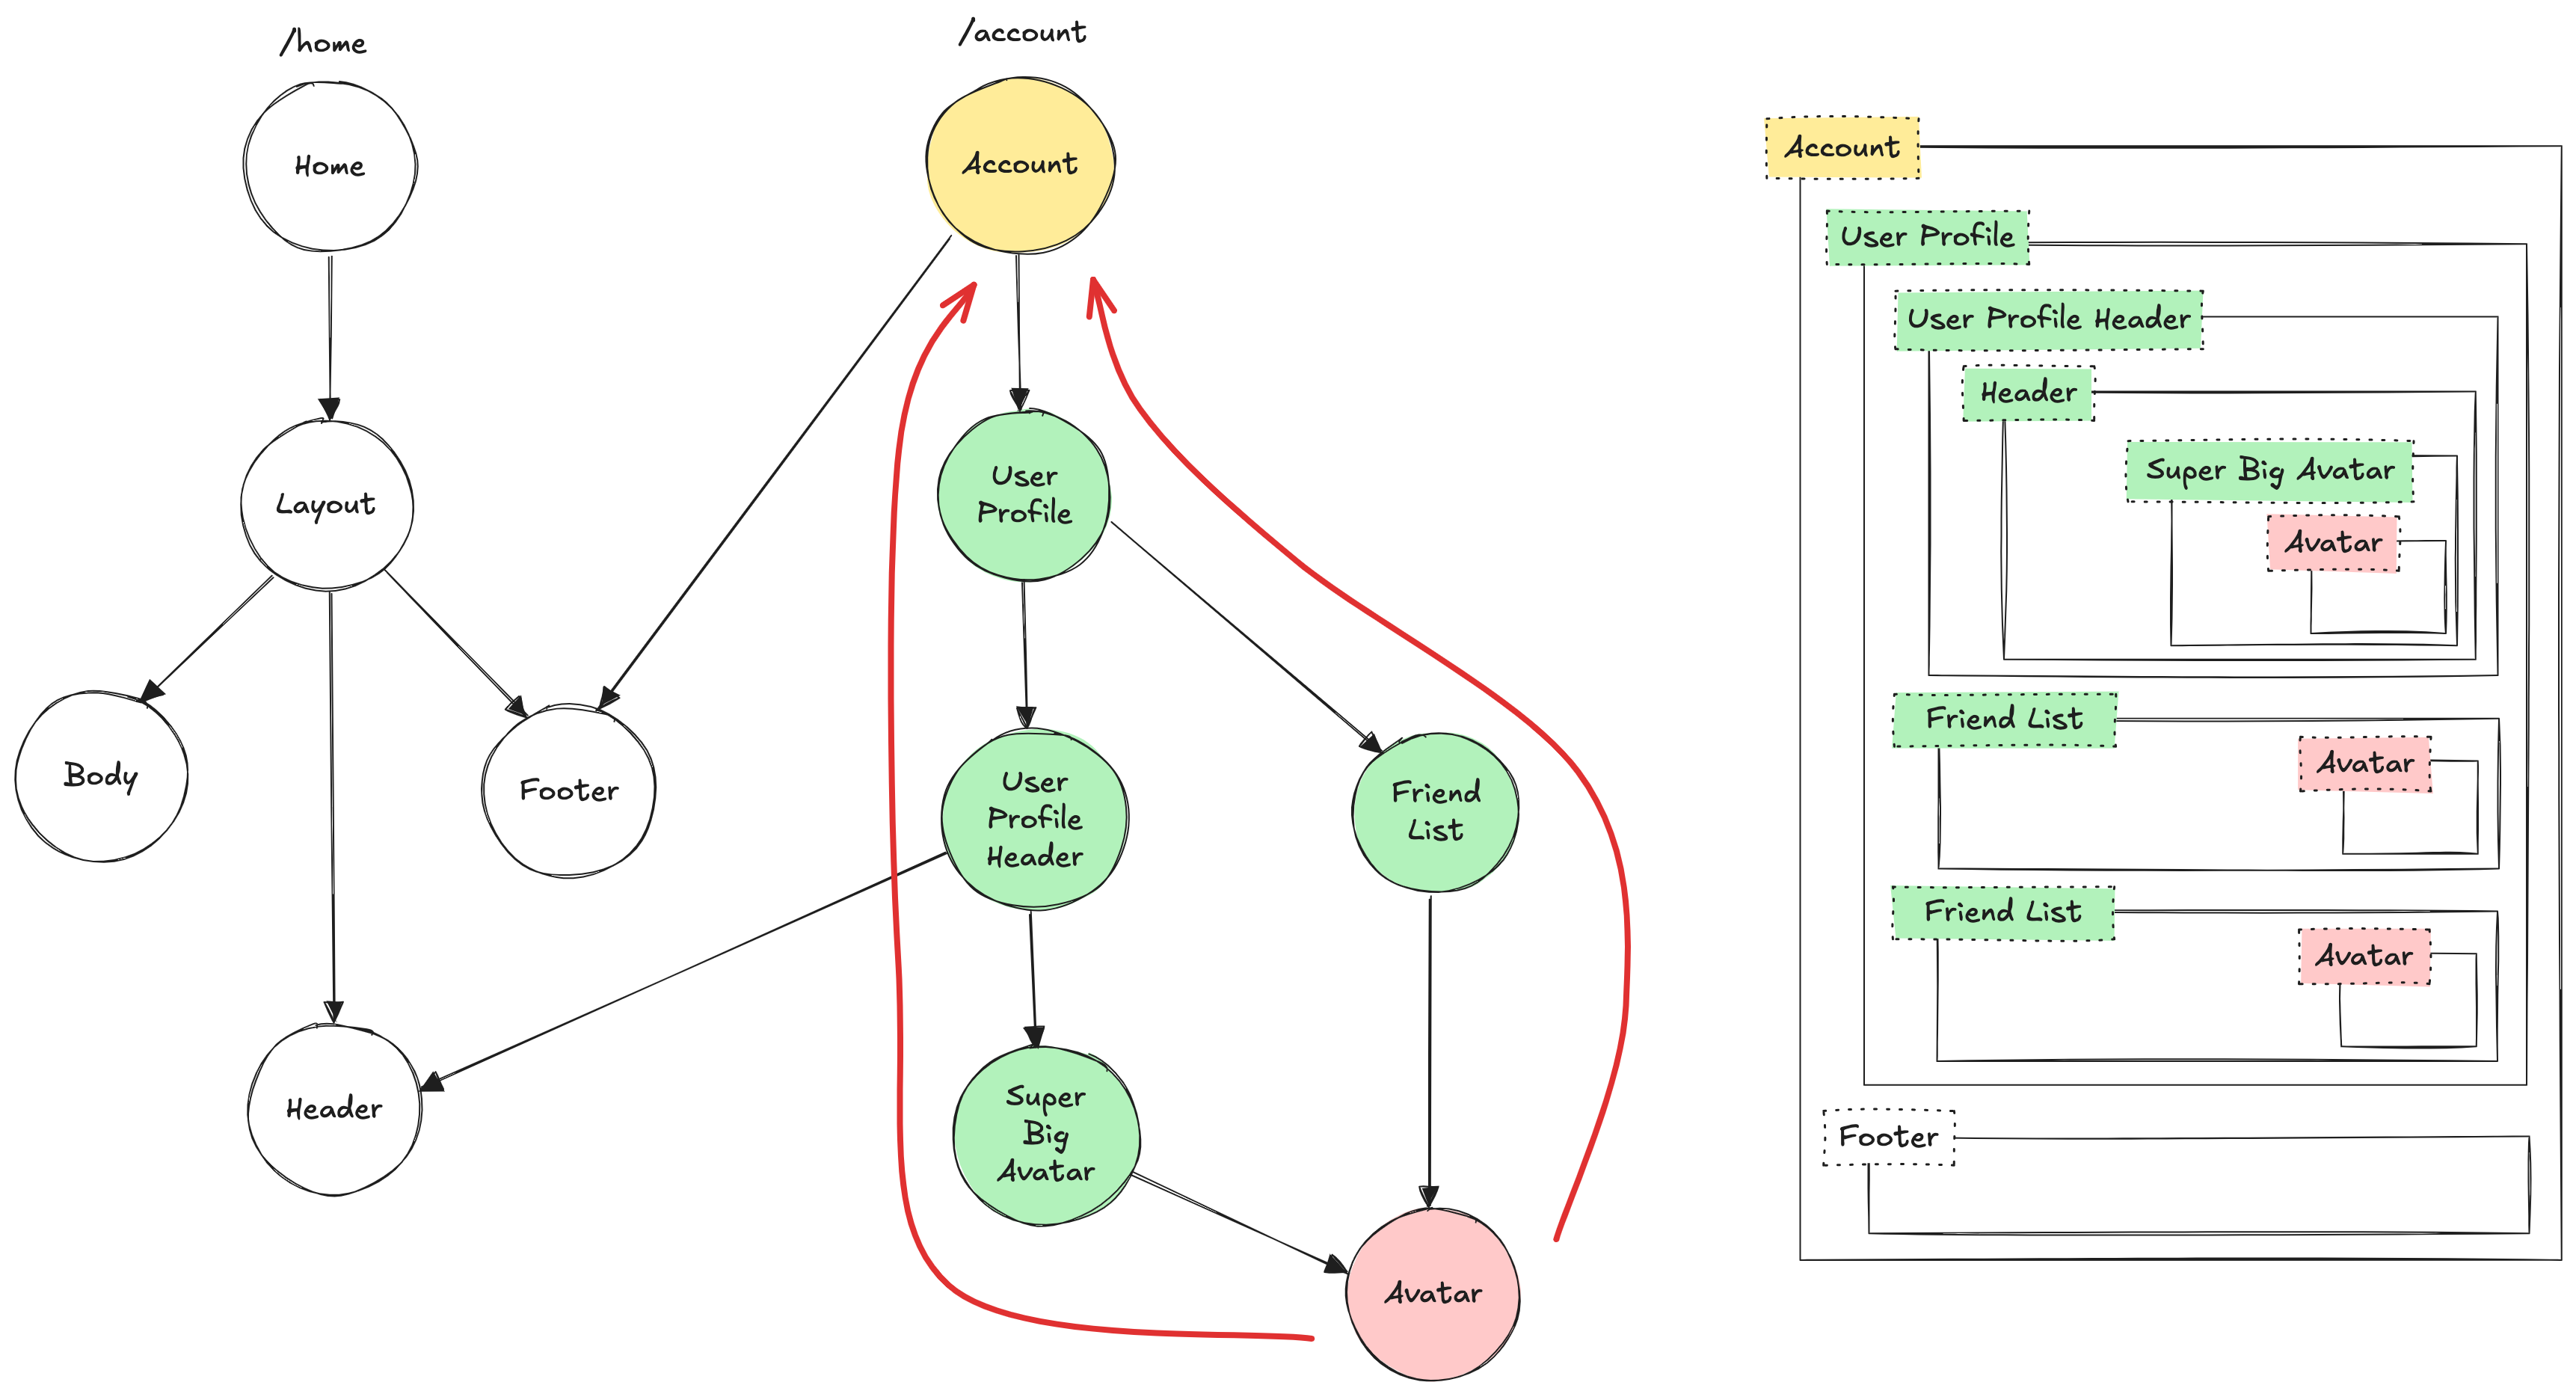 /home
/account
Home
Account
Layout
User
Profile
Body
Footer
User
Profile
Header
Friend
List
Header
Super
Big
Avatar
Avatar
Account
User Profile
User Profile Header
Header
Super Big Avatar
Avatar
Friend List
Avatar
Friend List
Avatar
Footer